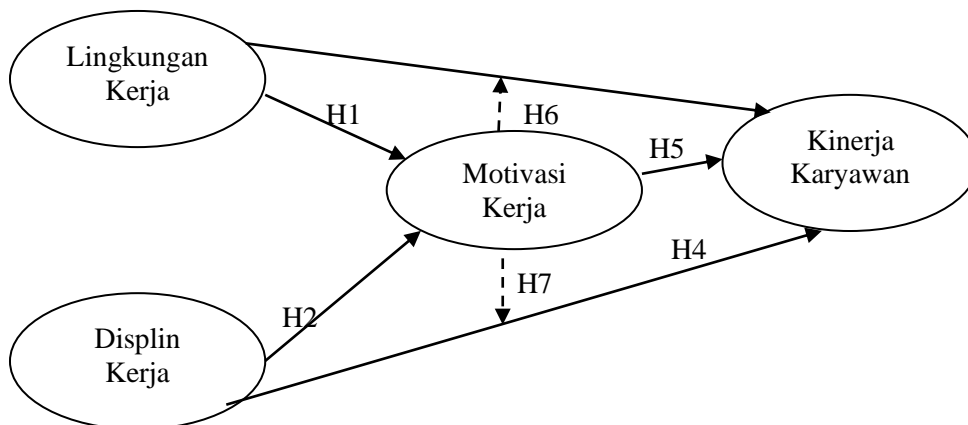 Lingkungan
Kerja
H1
H6
H5
Kinerja
Karyawan
Motivasi
Kerja
H4
H7
H2
Displin
Kerja